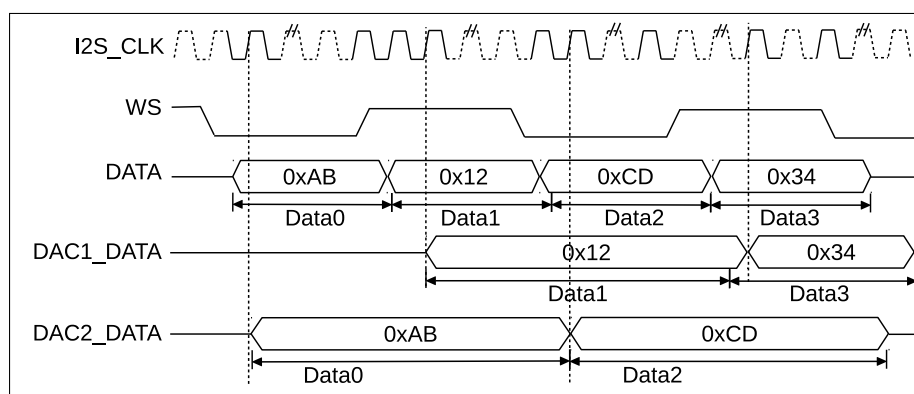 I2S_CLK
WS
DATA 0xAB 0x12 0xCD 0x34
Data0 Data1 Data2 Data3
DAC1_DATA 0x12 0x34
Data1 Data3
DAC2_DATA 0xAB 0xCD
Data0 Data2